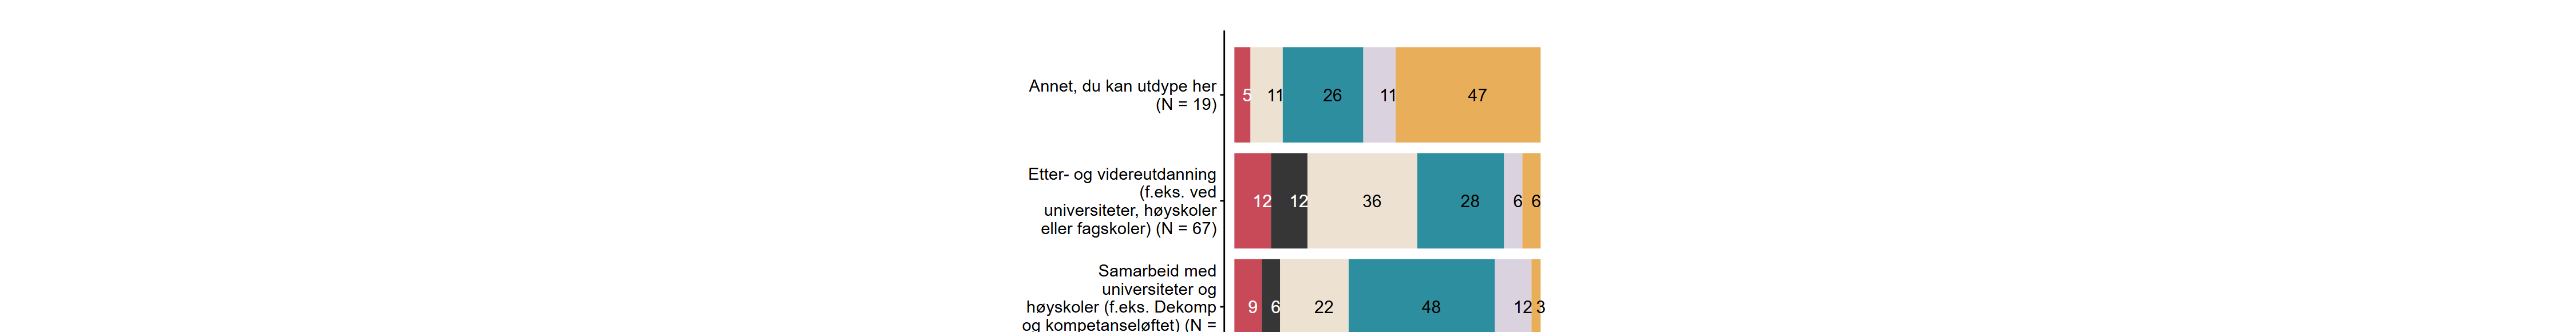 Annet, du kan utdype her
(N = 19)
5 11 26 11 47
Etter- og videreutdanning
(f.eks. ved
universiteter, høyskoler
eller fagskoler) (N = 67)
12 12 36 28 6 6
Samarbeid med
universiteter og
høyskoler (f.eks. Dekomp
og kompetanseløftet) (N =
9 6 22 48 12 3